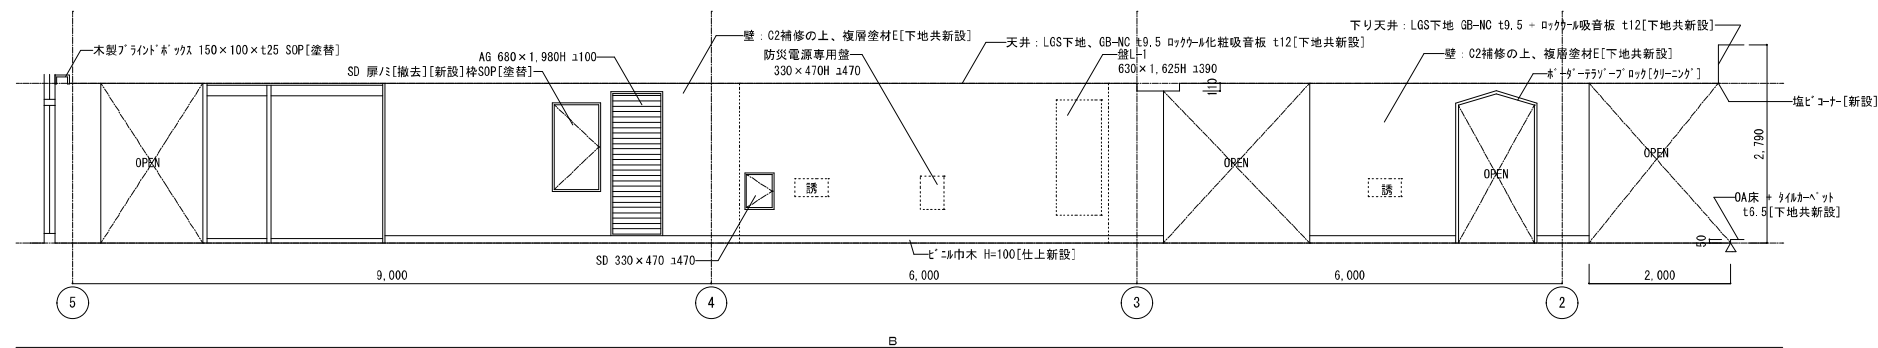 木製ﾌﾞﾗｲﾝﾄﾞﾎﾞｯｸｽ 150×100×t25 SOP[塗替]
AG 680×1,980H ｺ100
SD 扉ﾉﾐ[撤去][新設]枠SOP[塗替]
壁：C2補修の上、複層塗材E[下地共新設]
防災電源専用盤
330×470H ｺ470
天井：LGS下地、GB-NC t9.5 ﾛｯｸｳｰﾙ化粧吸音板 t12[下地共新設]
盤L-1
630×1,625H ｺ390
110
下り天井：LGS下地 GB-NC t9.5 + ﾛｯｸｳｰﾙ吸音板 t12[下地共新設]
壁：C2補修の上、複層塗材E[下地共新設]
ﾎﾞｰﾀﾞｰﾃﾗｿﾞｰﾌﾞﾛｯｸ[ｸﾘｰﾆﾝｸﾞ]
塩ﾋﾞｺｰﾅｰ[新設]
2,790
OPEN
OPEN
OPEN
OPEN
誘
誘
OA床 + ﾀｲﾙｶｰﾍﾟｯﾄ
t6.5[下地共新設]
50
SD 330×470 ｺ470
ﾋﾞﾆﾙ巾木 H=100[仕上新設]
9,000
6,000
6,000
2,000
5
4
3
2
B